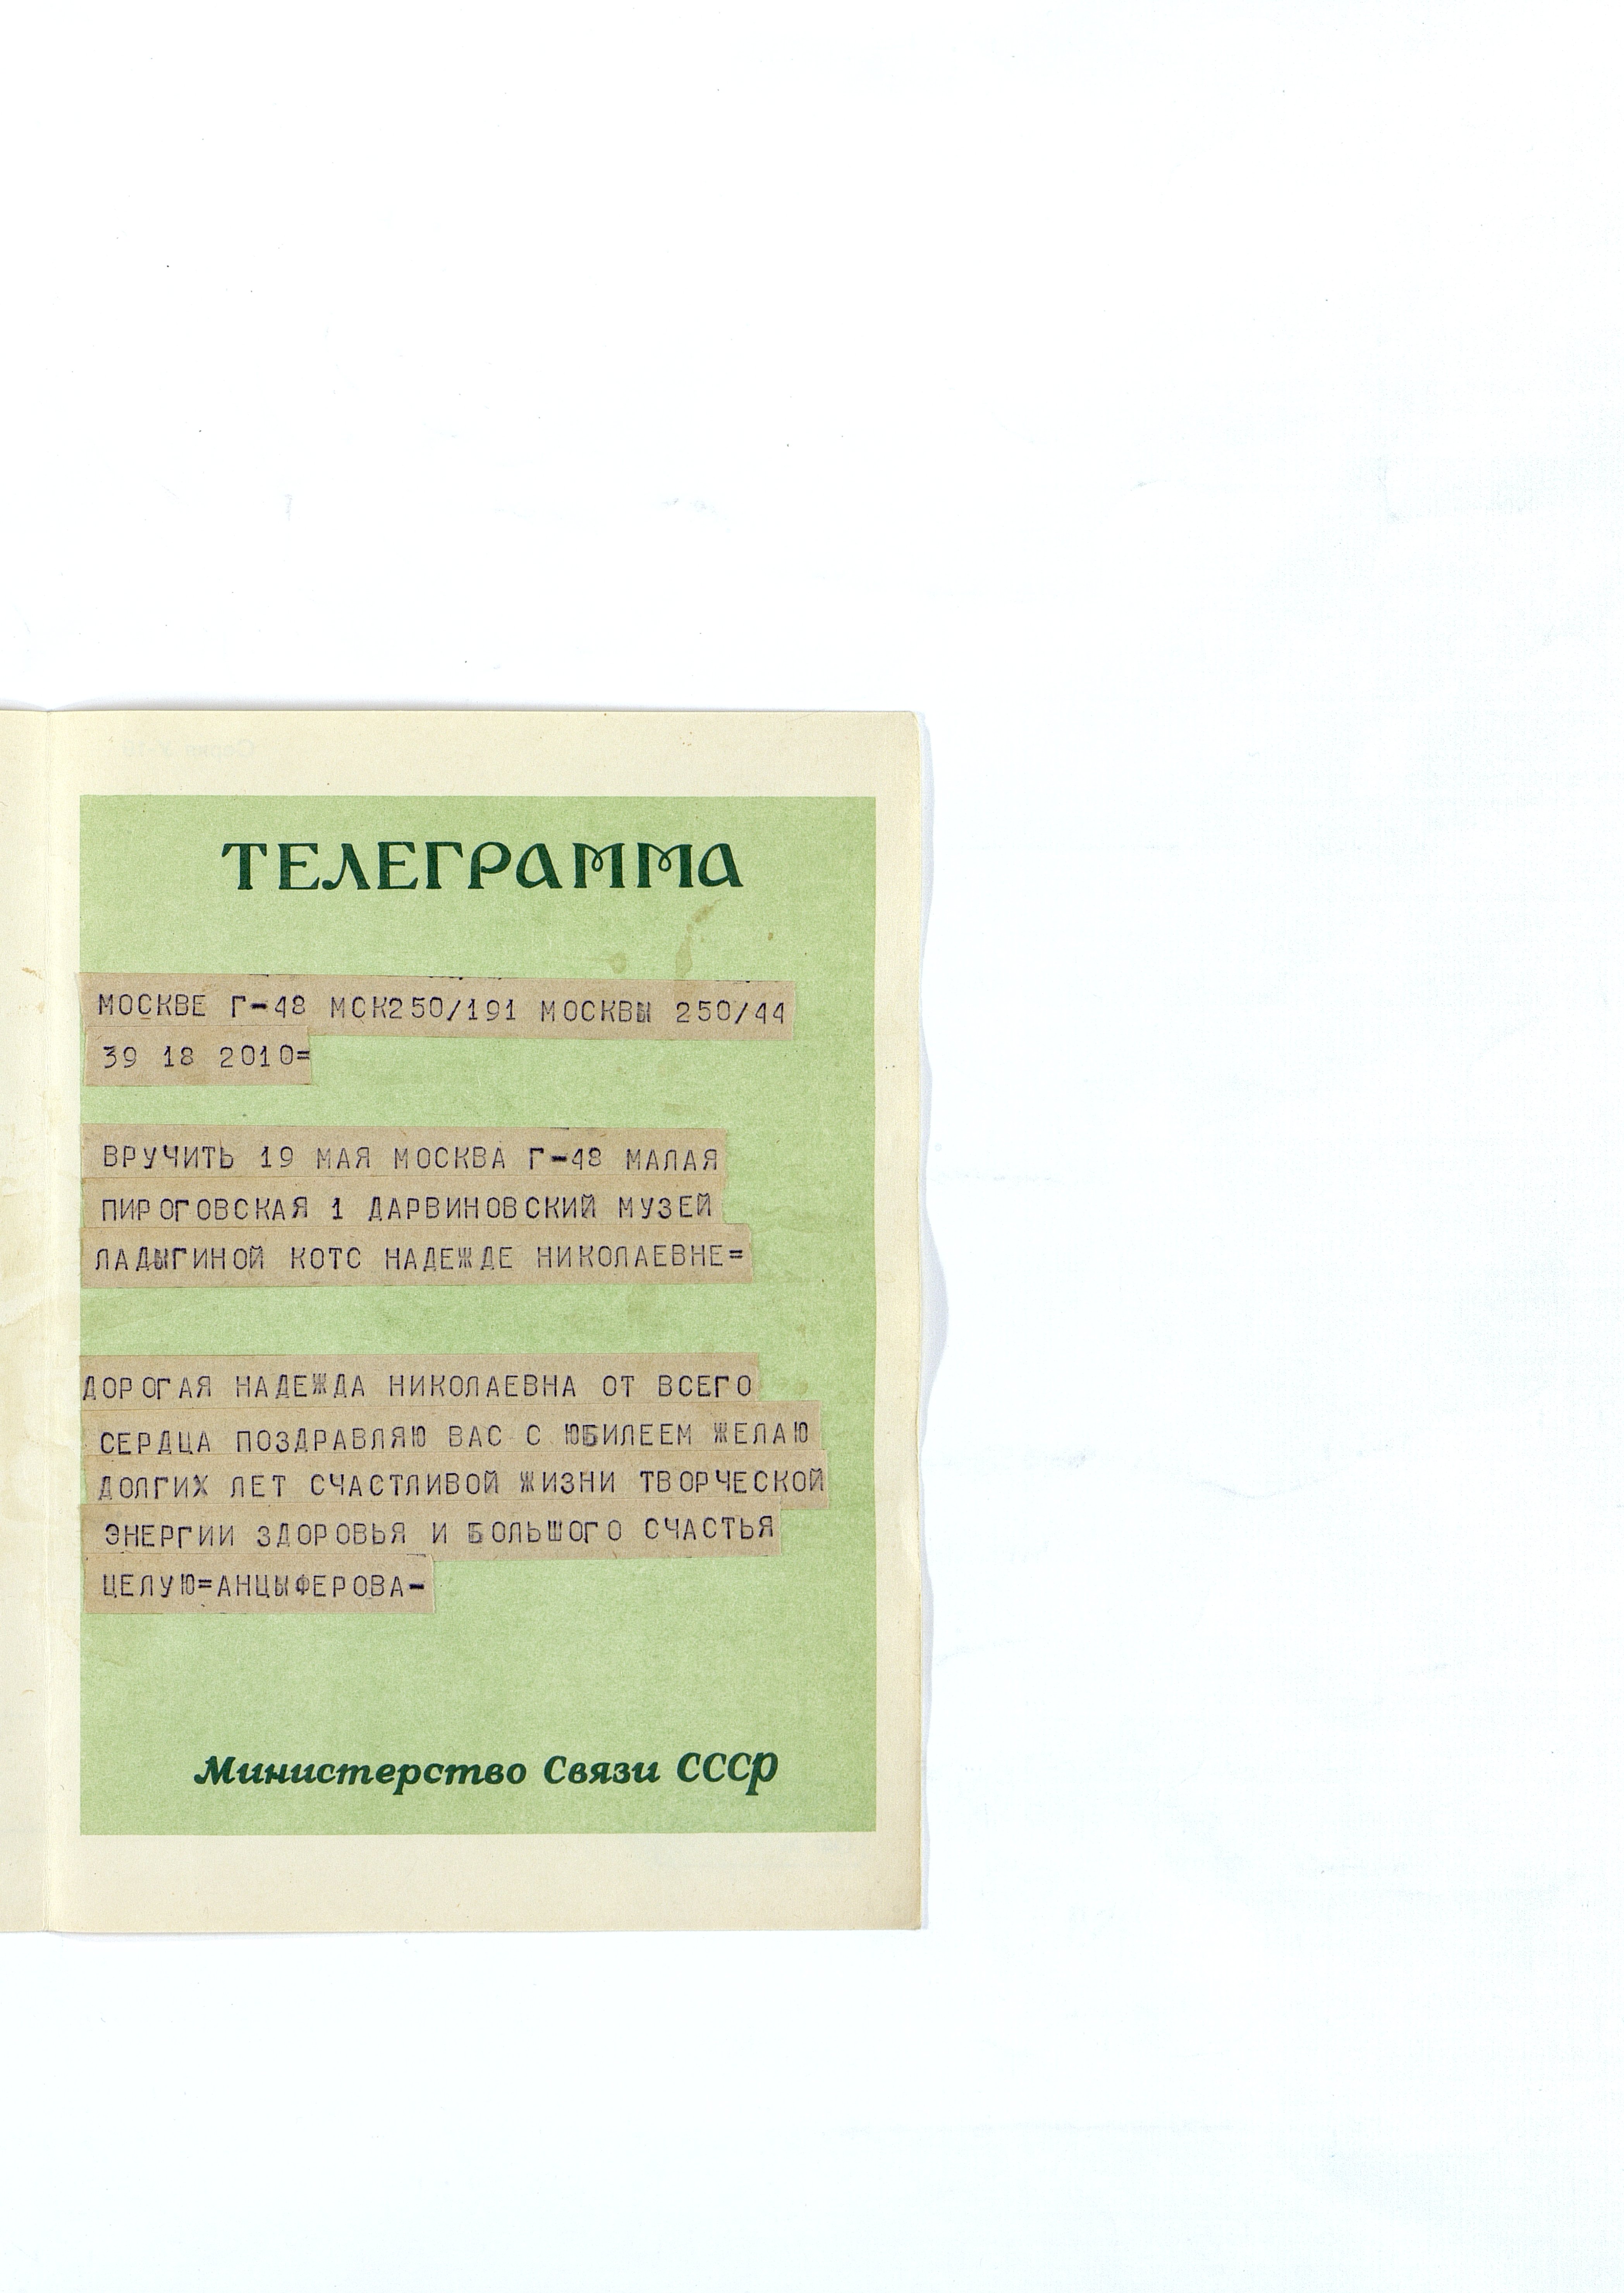 ТЕЛЕГРАММА
МОСКВЕ Г-48 МСК250/191 МОСКВЫ 250/44
39 18 2010=
ВРУЧИТЬ 19 МАЯ МОСКВА Г-48 МАЛАЯ
ПИРОГОВСКАЯ 1 ДАРВИНОВСКИЙ МУЗЕЙ
ЛАДЫГИНОЙ КОТС НАДЕЖДЕ НИКОЛАЕВНЕ=
ДОРОГАЯ НАДЕЖДА НИКОЛАЕВНА ОТ ВСЕГО
СЕРДЦА ПОЗДРАВЛЯЮ ВАС С ЮБИЛЕЕМ ЖЕЛАЮ
ДОЛГИХ ЛЕТ СЧАСТЛИВОЙ ЖИЗНИ ТВОРЧЕСКОЙ
ЭНЕРГИИ ЗДОРОВЬЯ И БОЛЬШОГО СЧАСТЬЯ
ЦЕЛУЮ=АНЦЫФЕРОВА-
Министерство Связи СССР